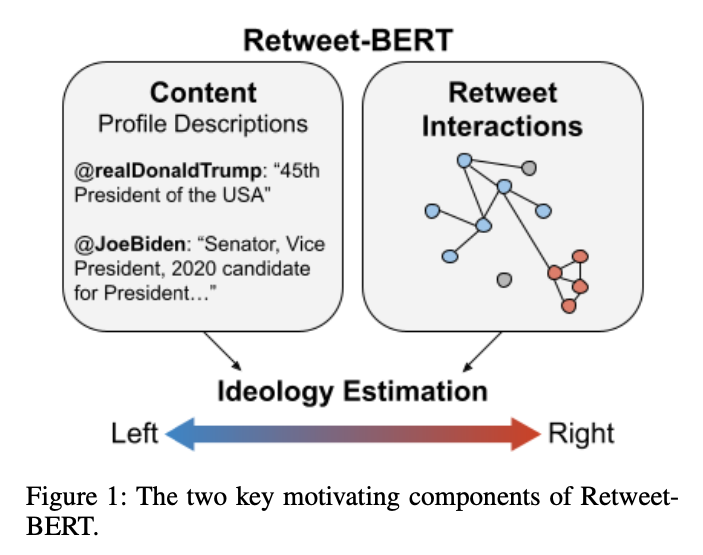 Retweet-BERT
Content
Profile Descriptions
@realDonaldTrump: “45th
President of the USA”
@JoeBiden: “Senator, Vice
President, 2020 candidate
for President…”
Retweet
Interactions
Ideology Estimation
Left
Right
Figure 1: The two key motivating components of Retweet-
BERT.